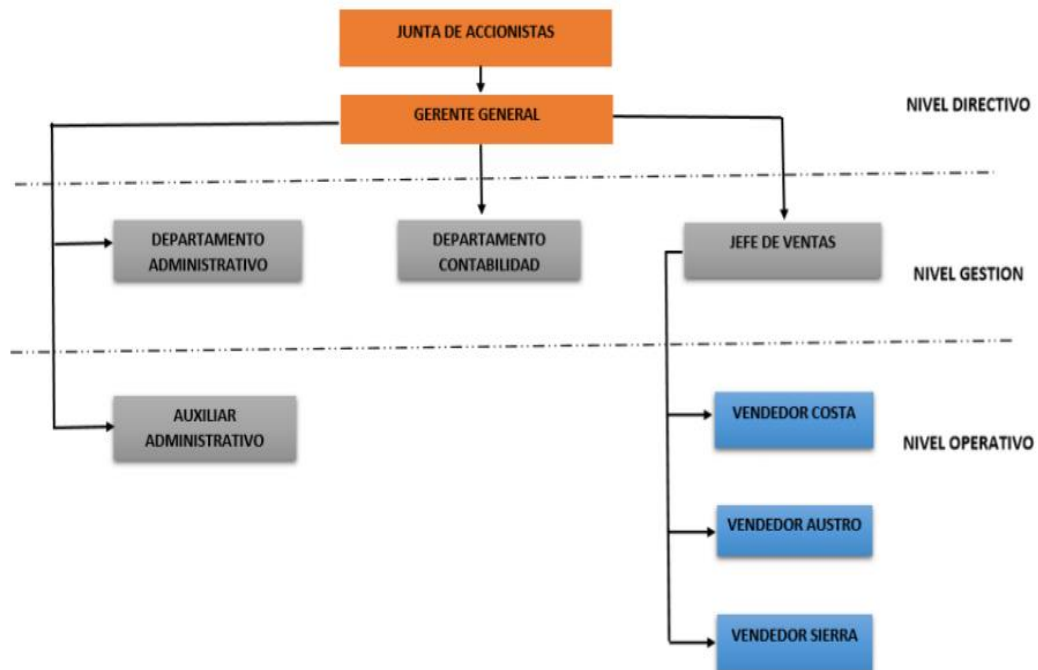 JUNTA DE ACCIONISTAS
GERENTE GENERAL
NIVEL DIRECTIVO
DEPARTAMENTO
ADMINISTRATIVO
DEPARTAMENTO
CONTABILIDAD
JEFE DE VENTAS
NIVEL GESTION
AUXILIAR
ADMINISTRATIVO
VENDEDOR COSTA
NIVEL OPERATIVO
VENDEDOR AUSTRO
VENDEDOR SIERRA